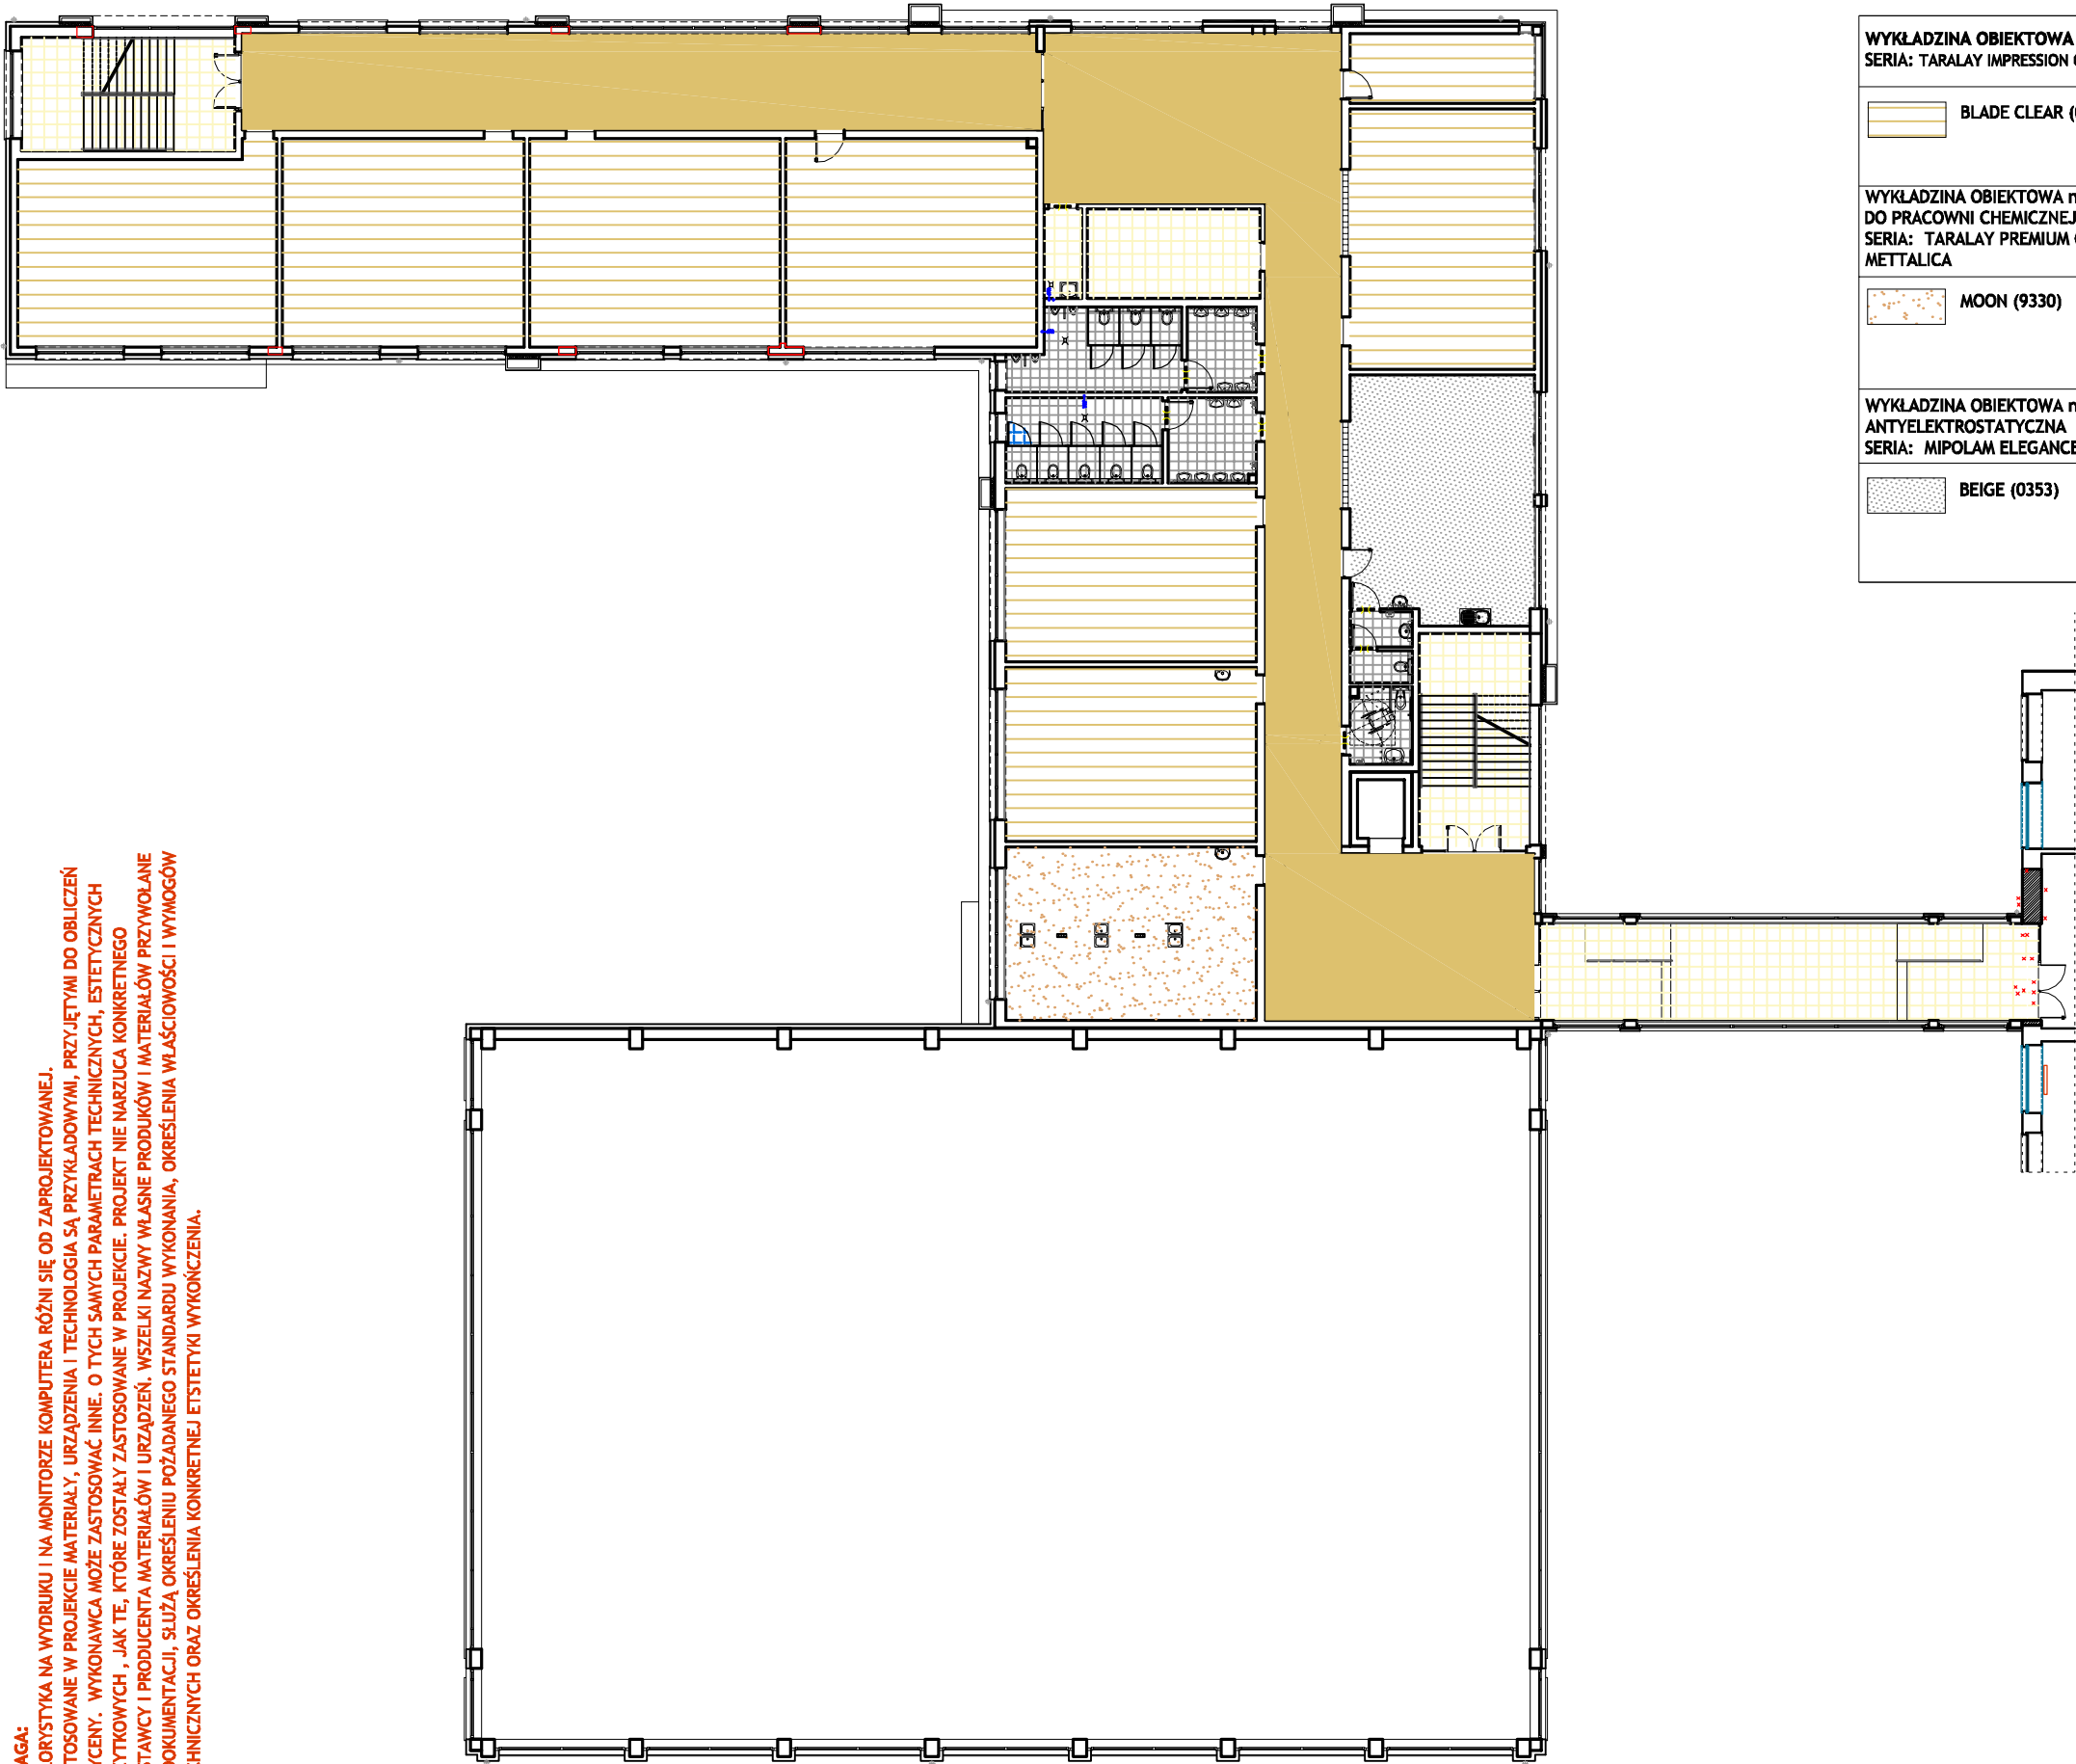 WYKŁADZINA OBIEKTOWA
SERIA: TARALAY IMPRESSION
BLADE CLEAR
WYKŁADZINA OBIEKTOWA
DO PRACOWNI CHEMICZNEJ
SERIA: TARALAY PREMIUM
METTALICA
MOON (9330)
WYKŁADZINA OBIEKTOWA
ANTYELEKTROSTATYCZNA
SERIA: MIPOLAM ELEGANCE
BEIGE (0353)
AGA:
ORYSTYKA NA WYDRUKU I NA MONITORZE KOMPUTERA RÓŻNI SIĘ OD ZAPROJEKTOWANEJ.
TOSOWANE W PROJEKCIE MATERIAŁY, URZĄDZENIA I TECHNOLOGIA SĄ PRZYKŁADOWYMI, PRZYJĘTYMI DO OBLICZEŃ
YCENY. WYKONAWCA MOŻE ZASTOSOWAĆ INNE. O TYCH SAMYCH PARAMETRACH TECHNICZNYCH, ESTETYCZNYCH
YTKOWYCH , JAK TE, KTÓRE ZOSTAŁY ZASTOSOWANE W PROJEKCIE. PROJEKT NIE NARZUCA KONKRETNEGO
STAWCY I PRODUCENTA MATERIAŁÓW I URZĄDZEŃ. WSZELKI NAZWY WŁASNE PRODUKÓW I MATERIAŁÓW PRZYWOŁANE
OKUMENTACJI, SŁUŻĄ OKREŚLENIU POŻĄDANEGO STANDARDU WYKONANIA, OKREŚLENIA WŁAŚCIOWOŚCI I WYMOGÓW
CHNICZNYCH ORAZ OKREŚLENIA KONKRETNEJ ETSTETYKI WYKOŃCZENIA.